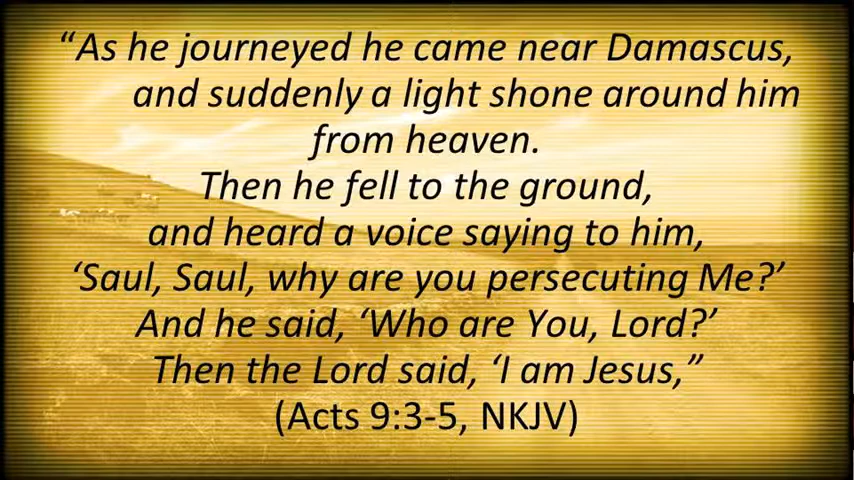 “As he journeyed he came near Damascus,
and suddenly a light shone around him
from heaven.
Then he fell to the ground,
and heard a voice saying to him,
‘Saul, Saul, why are you persecuting Me?’
And he said, ‘Who are You, Lord?’
Then the Lord said, ‘I am Jesus,”
(Acts 9:3-5, NKJV)